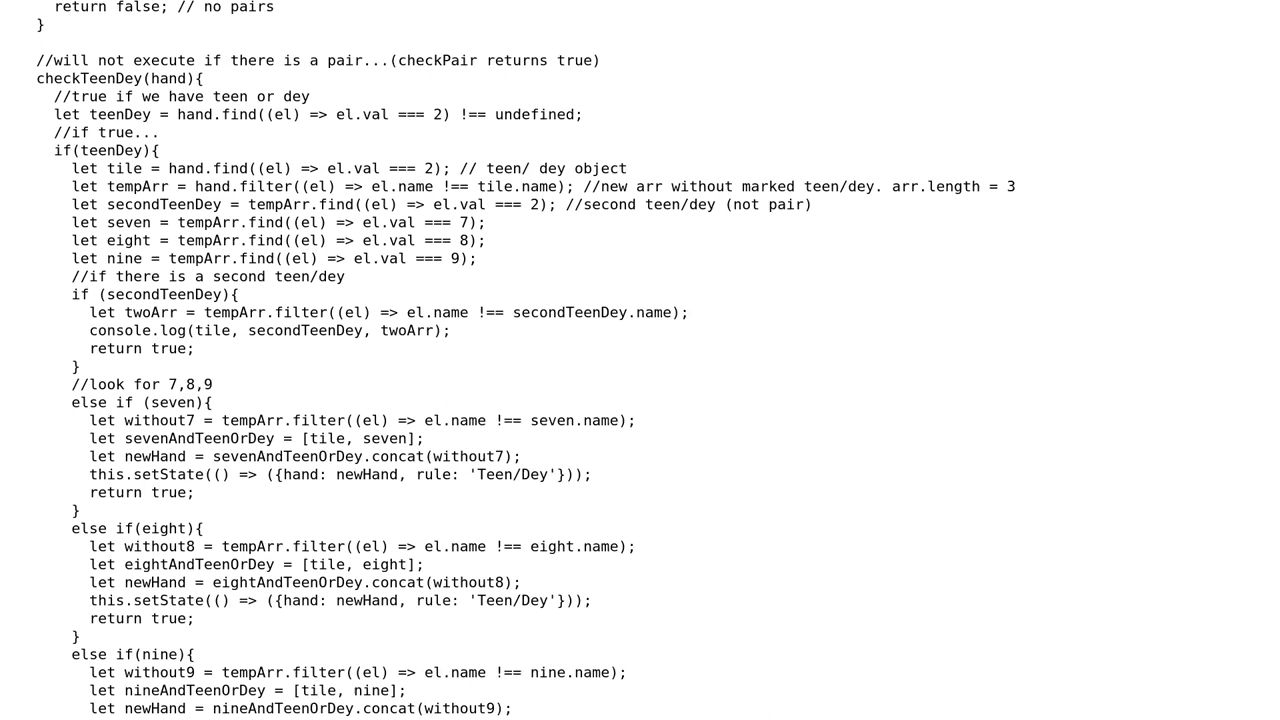 return false; // no pairs
}
//will not execute if there is a pair...(checkPair returns true)
checkTeenDey(hand){
//true if we have teen or dey
let teenDey = hand.find((el) => el.val === 2) !== undefined;
//if true...
if(teenDey){
let tile = hand.find((el) => el.val === 2); // teen/ dey object
let tempArr = hand.filter((el) => el.name !== tile.name); //new arr without marked teen/dey. arr.length = 3
let secondTeenDey = tempArr.find((el) => el.val === 2); //second teen/dey (not pair)
let seven = tempArr.find((el) => el.val === 7);
let eight = tempArr.find((el) => el.val === 8);
let nine = tempArr.find((el) => el.val === 9);
//if there is a second teen/dey
if (secondTeenDey){
let twoArr = tempArr.filter((el) => el.name !== secondTeenDey.name);
console.log(tile, secondTeenDey, twoArr);
return true;
}
//look for 7,8,9
else if (seven){
let without7 = tempArr.filter((el) => el.name !== seven.name);
let sevenAndTeenOrDey = [tile, seven];
let newHand = sevenAndTeenOrDey.concat(without7);
this.setState(() => ({hand: newHand, rule: 'Teen/Dey'}));
return true;
}
else if(eight){
let without8 = tempArr.filter((el) => el.name !== eight.name);
let eightAndTeenOrDey = [tile, eight];
let newHand = eightAndTeenOrDey.concat(without8);
this.setState(() => ({hand: newHand, rule: 'Teen/Dey'}));
return true;
}
else if(nine){
let without9 = tempArr.filter((el) => el.name !== nine.name);
let nineAndTeenOrDey = [tile, nine];
let newHand = nineAndTeenOrDey.concat(without9);